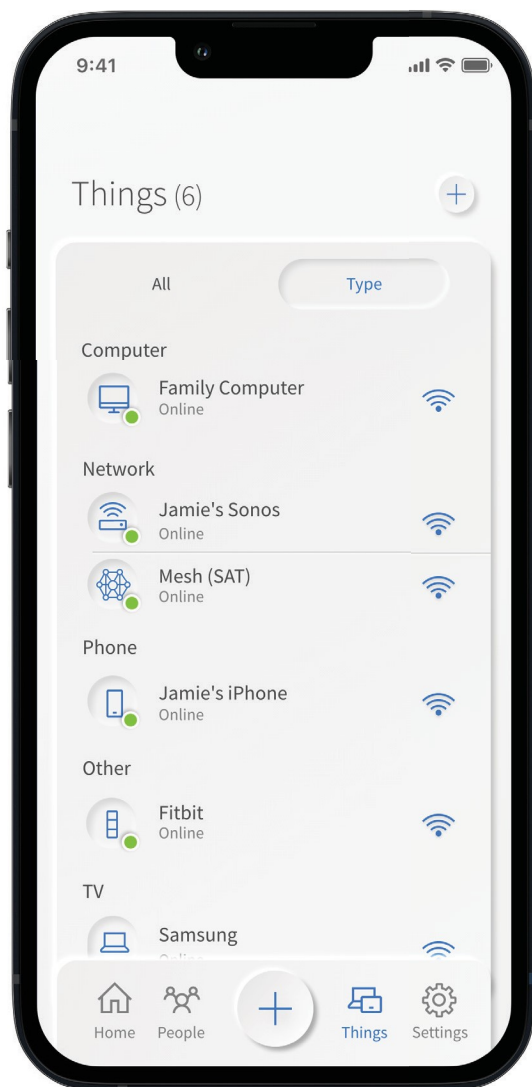 9:41
Things (6)
All
Type
Computer
Family Computer
Online
Network
Jamie's Sonos
Online
Mesh (SAT)
Online
Phone
Jamie's iPhone
Online
Other
Fitbit
Online
TV
Samsung
Online
Home
People
Things
Settings